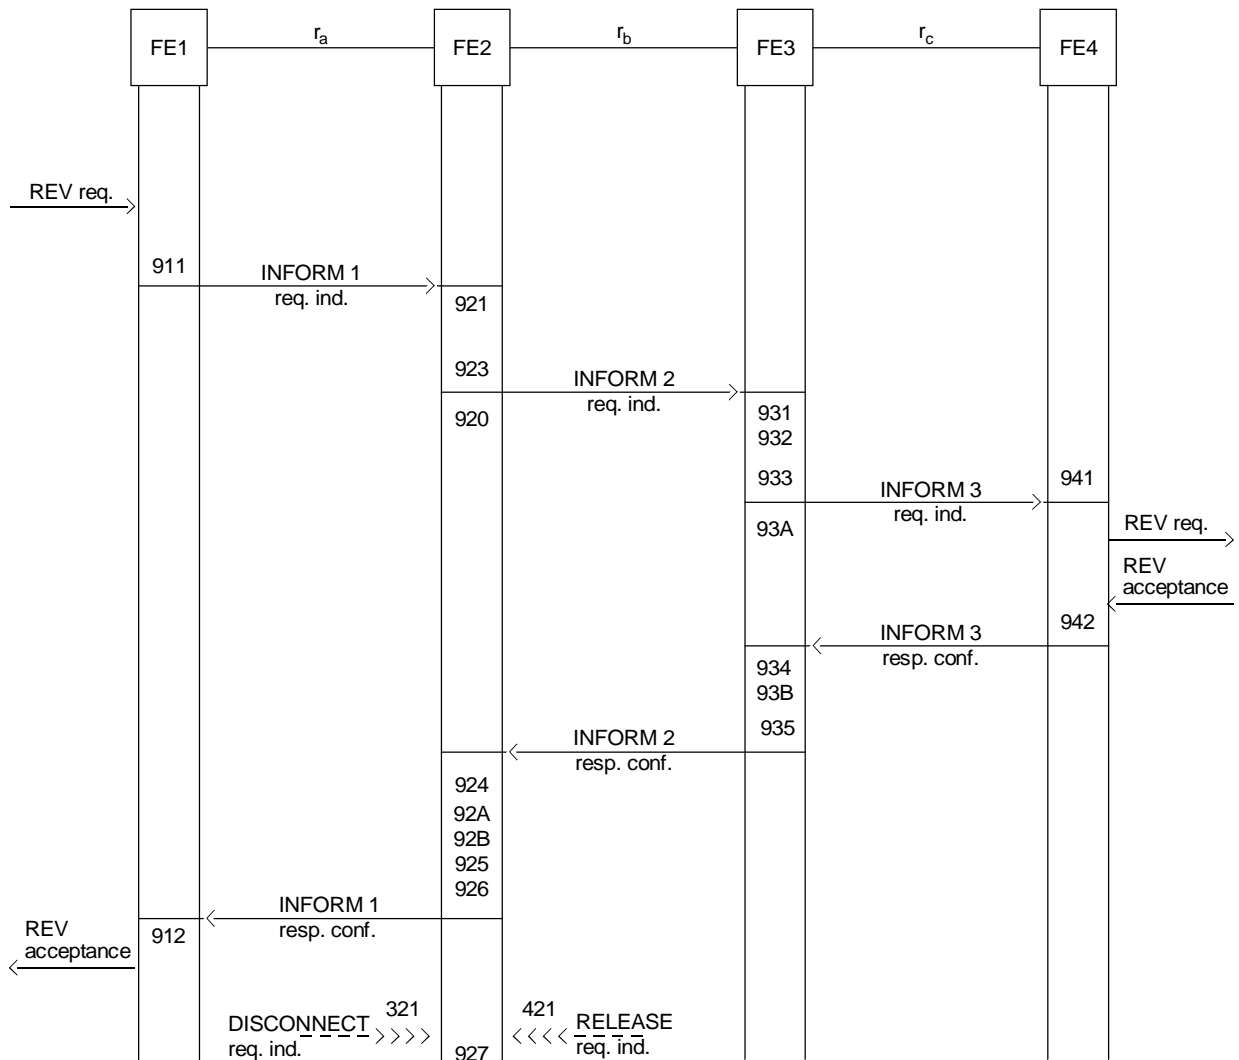 FE1
r_a
FE2
r_b
FE3
r_c
FE4
REV req.
911
INFORM 1
req. ind.
921
923
INFORM 2
req. ind.
920
931
932
933
INFORM 3
req. ind.
941
93A
REV req.
REV
acceptance
942
INFORM 3
resp. conf.
934
93B
935
INFORM 2
resp. conf.
924
92A
92B
925
926
INFORM 1
resp. conf.
912
REV
acceptance
321
421
DISCONNECT
req. ind.
RELEASE
req. ind.
927